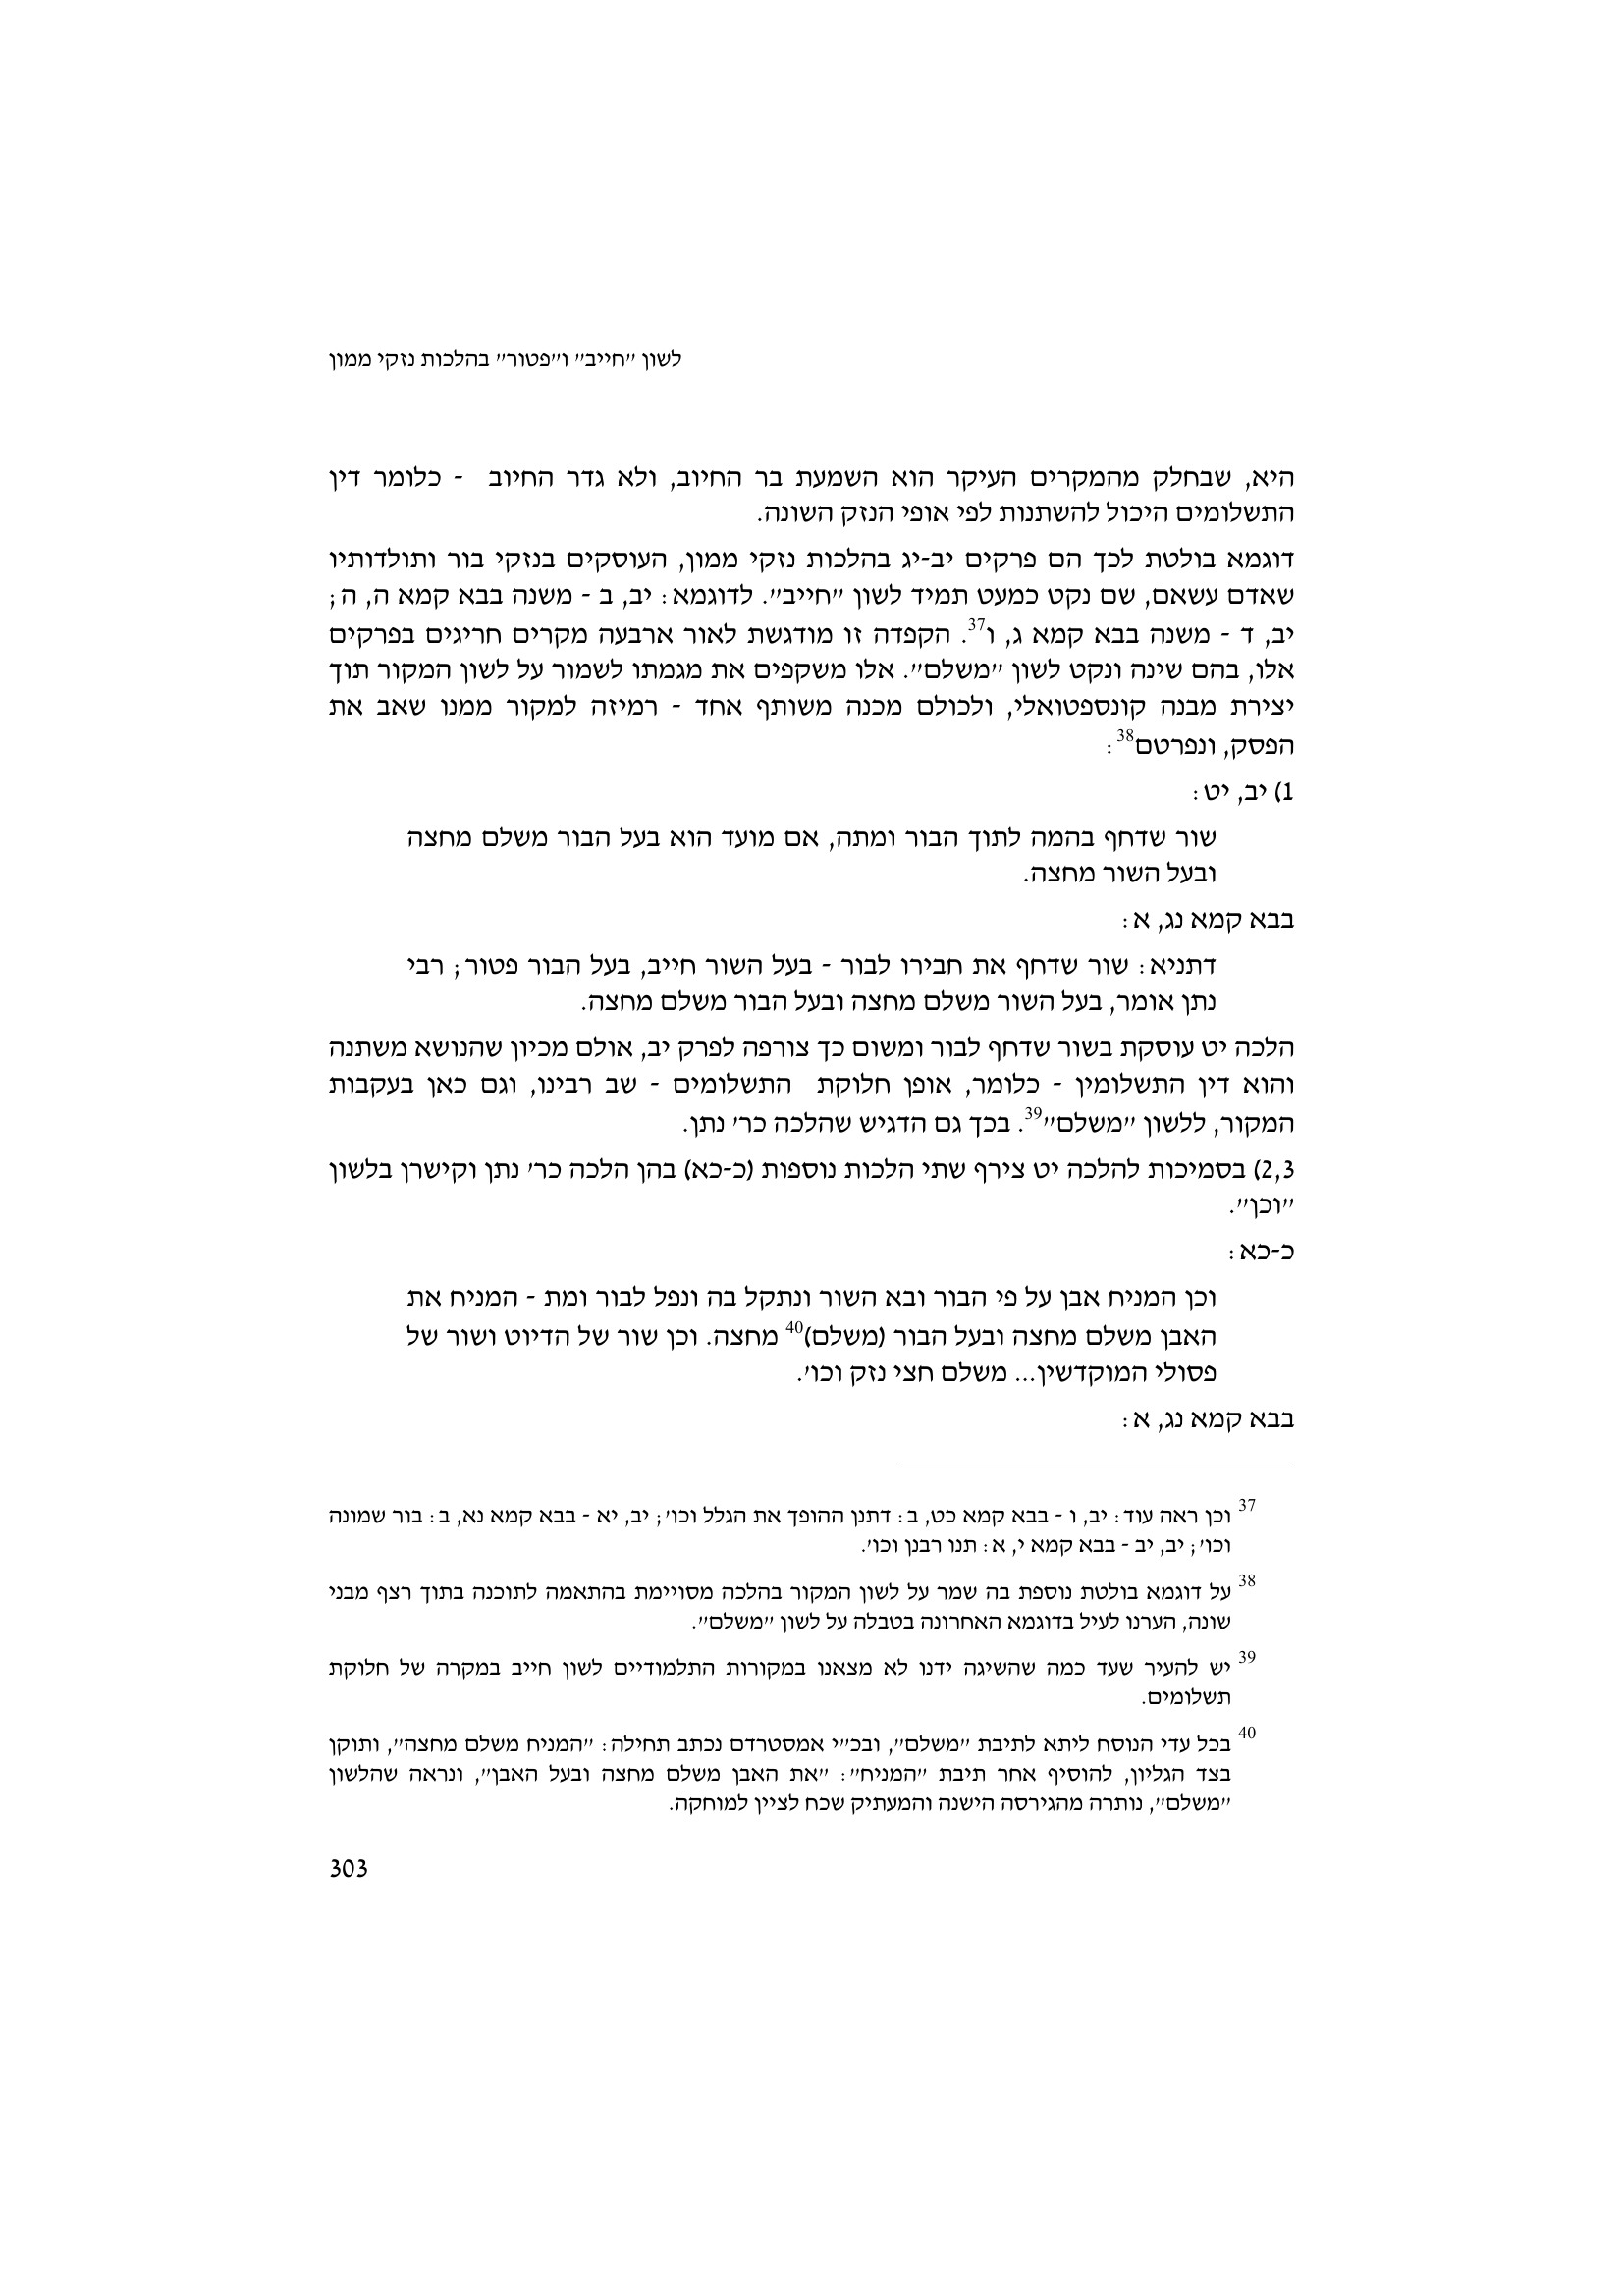 לשון "חייב" ו"פטור" בהלכות נזקי ממון
היא, שבחלק מהמקרים העיקר הוא השמעת בר החיוב, ולא גדר החיוב - כלומר דין
התשלומים היכול להשתנות לפי אופי הנזק השונה.
דוגמא בולטת לכך הם פרקים יב-יג בהלכות נזקי ממון, העוסקים בנזקי בור ותולדותיו
שאדם עשאם, שם נקט כמעט תמיד לשון "חייב". לדוגמא: יב, ב - משנה בבא קמא ה, ה;
יב, ד - משנה בבא קמא ג, ו37. הקפדה זו מודגשת לאור ארבעה מקרים חריגים בפרקים
אלו, בהם שינה ונקט לשון "משלם". אלו משקפים את מגמתו לשמור על לשון המקור תוך
יצירת מבנה קונספטואלי, ולכולם מכנה משותף אחד - רמיזה למקור ממנו שאב את
הפסק, ונפרטם38:
1) יב, יט:
שור שדחף בהמה לתוך הבור ומתה, אם מועד הוא בעל הבור משלם מחצה
ובעל השור מחצה.
בבא קמא נג, א:
דתניא: שור שדחף את חבירו לבור - בעל השור חייב, בעל הבור פטור; רבי
נתן אומר, בעל השור משלם מחצה ובעל הבור משלם מחצה.
הלכה יט עוסקת בשור שדחף לבור ומשום כך צורפה לפרק יב, אולם מכיון שהנושא משתנה
והוא דין התשלומין - כלומר, אופן חלוקת התשלומים - שב רבינו, וגם כאן בעקבות
המקור, ללשון "משלם"39. בכך גם הדגיש שהלכה כר' נתן.
2,3) בסמיכות להלכה יט צירף שתי הלכות נוספות (כ-כא) בהן הלכה כר' נתן וקישרן בלשון
"וכן".
כ-כא:
וכן המניח אבן על פי הבור ובא השור ונתקל בה ונפל לבור ומת - המניח את
האבן משלם מחצה ובעל הבור (משלם)40 מחצה. וכן שור של הדיוט ושור של
פסולי המוקדשין... משלם חצי נזק וכו'.
בבא קמא נג, א:
37 וכן ראה עוד: יב, ו - בבא קמא כט, ב: דתנן ההופך את הגלל וכו'; יב, יא - בבא קמא נא, ב: בור שמונה
וכו'; יב, יב - בבא קמא י, א: תנו רבנן וכו'.
38 על דוגמא בולטת נוספת בה שמר על לשון המקור בהלכה מסויימת בהתאמה לתוכנה בתוך רצף מבני
שונה, הערנו לעיל בדוגמא האחרונה בטבלה על לשון "משלם".
39 יש להעיר שעד כמה שהשיגה ידנו לא מצאנו במקורות התלמודיים לשון חייב במקרה של חלוקת
תשלומים.
40 בכל עדי הנוסח ליתא לתיבת "משלם", ובכ"י אמסטרדם נכתב תחילה: "המניח משלם מחצה", ותוקן
בצד הגליון, להוסיף אחר תיבת "המניח": "את האבן משלם מחצה ובעל האבן", ונראה שהלשון
"משלם", נותרה מהגירסה הישנה והמעתיק שכח לציין למוחקה.
303